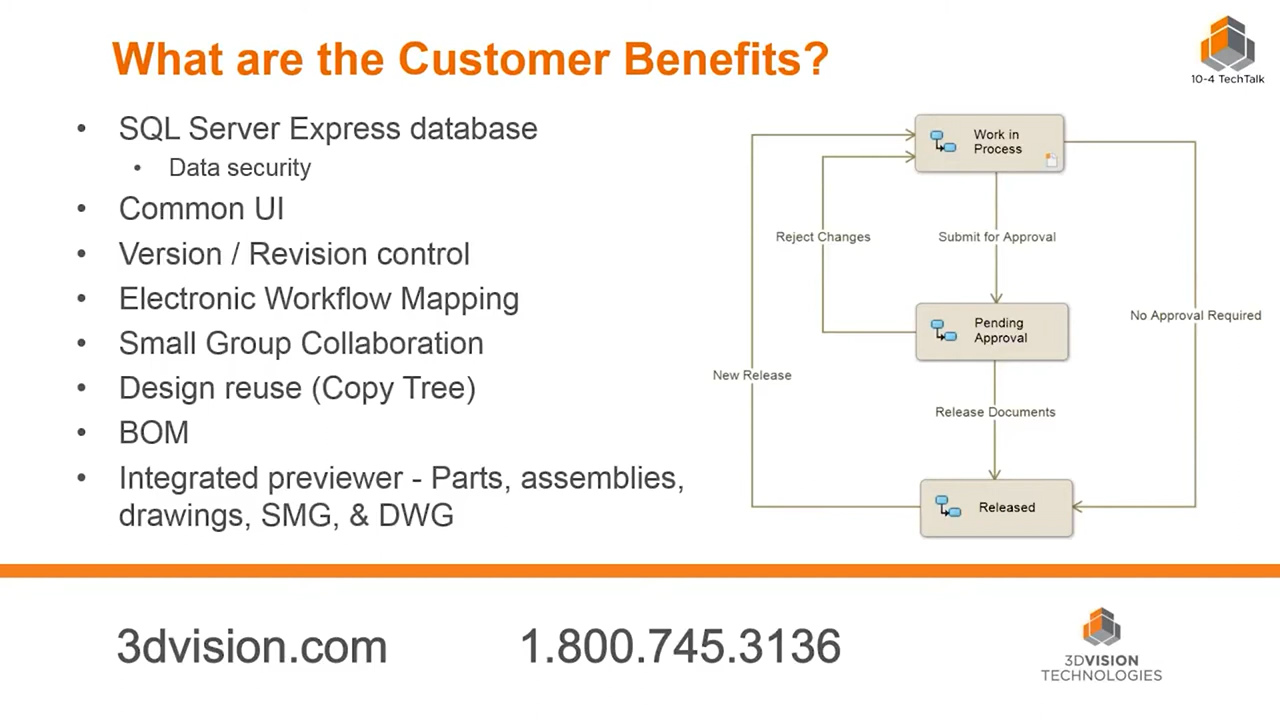 What are the Customer Benefits?
10-4 TechTalk
• SQL Server Express database
• Data security
• Common UI
• Version / Revision control
• Electronic Workflow Mapping
• Small Group Collaboration
• Design reuse (Copy Tree)
• BOM
• Integrated previewer - Parts, assemblies,
drawings, SMG, & DWG
Work in
Process
Reject Changes
Submit for Approval
No Approval Required
Pending
Approval
New Release
Release Documents
Released
3dvision.com
1.800.745.3136
3DVISION
TECHNOLOGIES